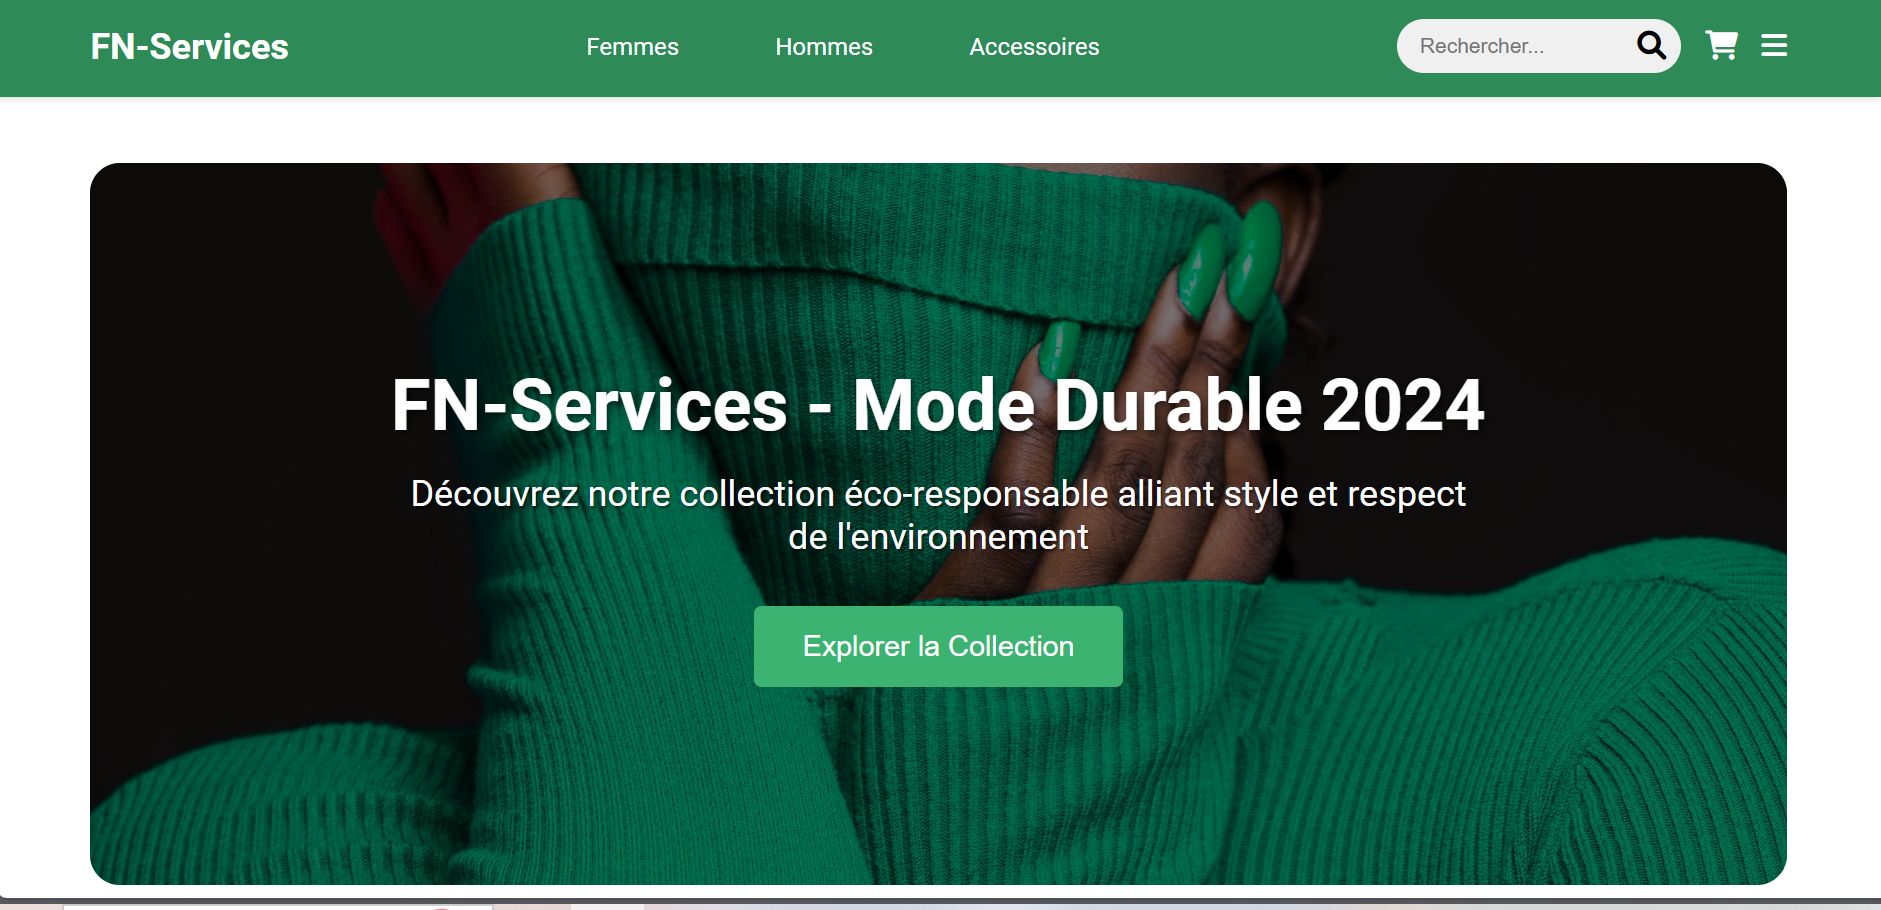 FN-Services
Femmes
Hommes
Accessoires
Rechercher...
FN-Services - Mode Durable 2024
Découvrez notre collection éco-responsable alliant style et respect
de l'environnement
Explorer la Collection